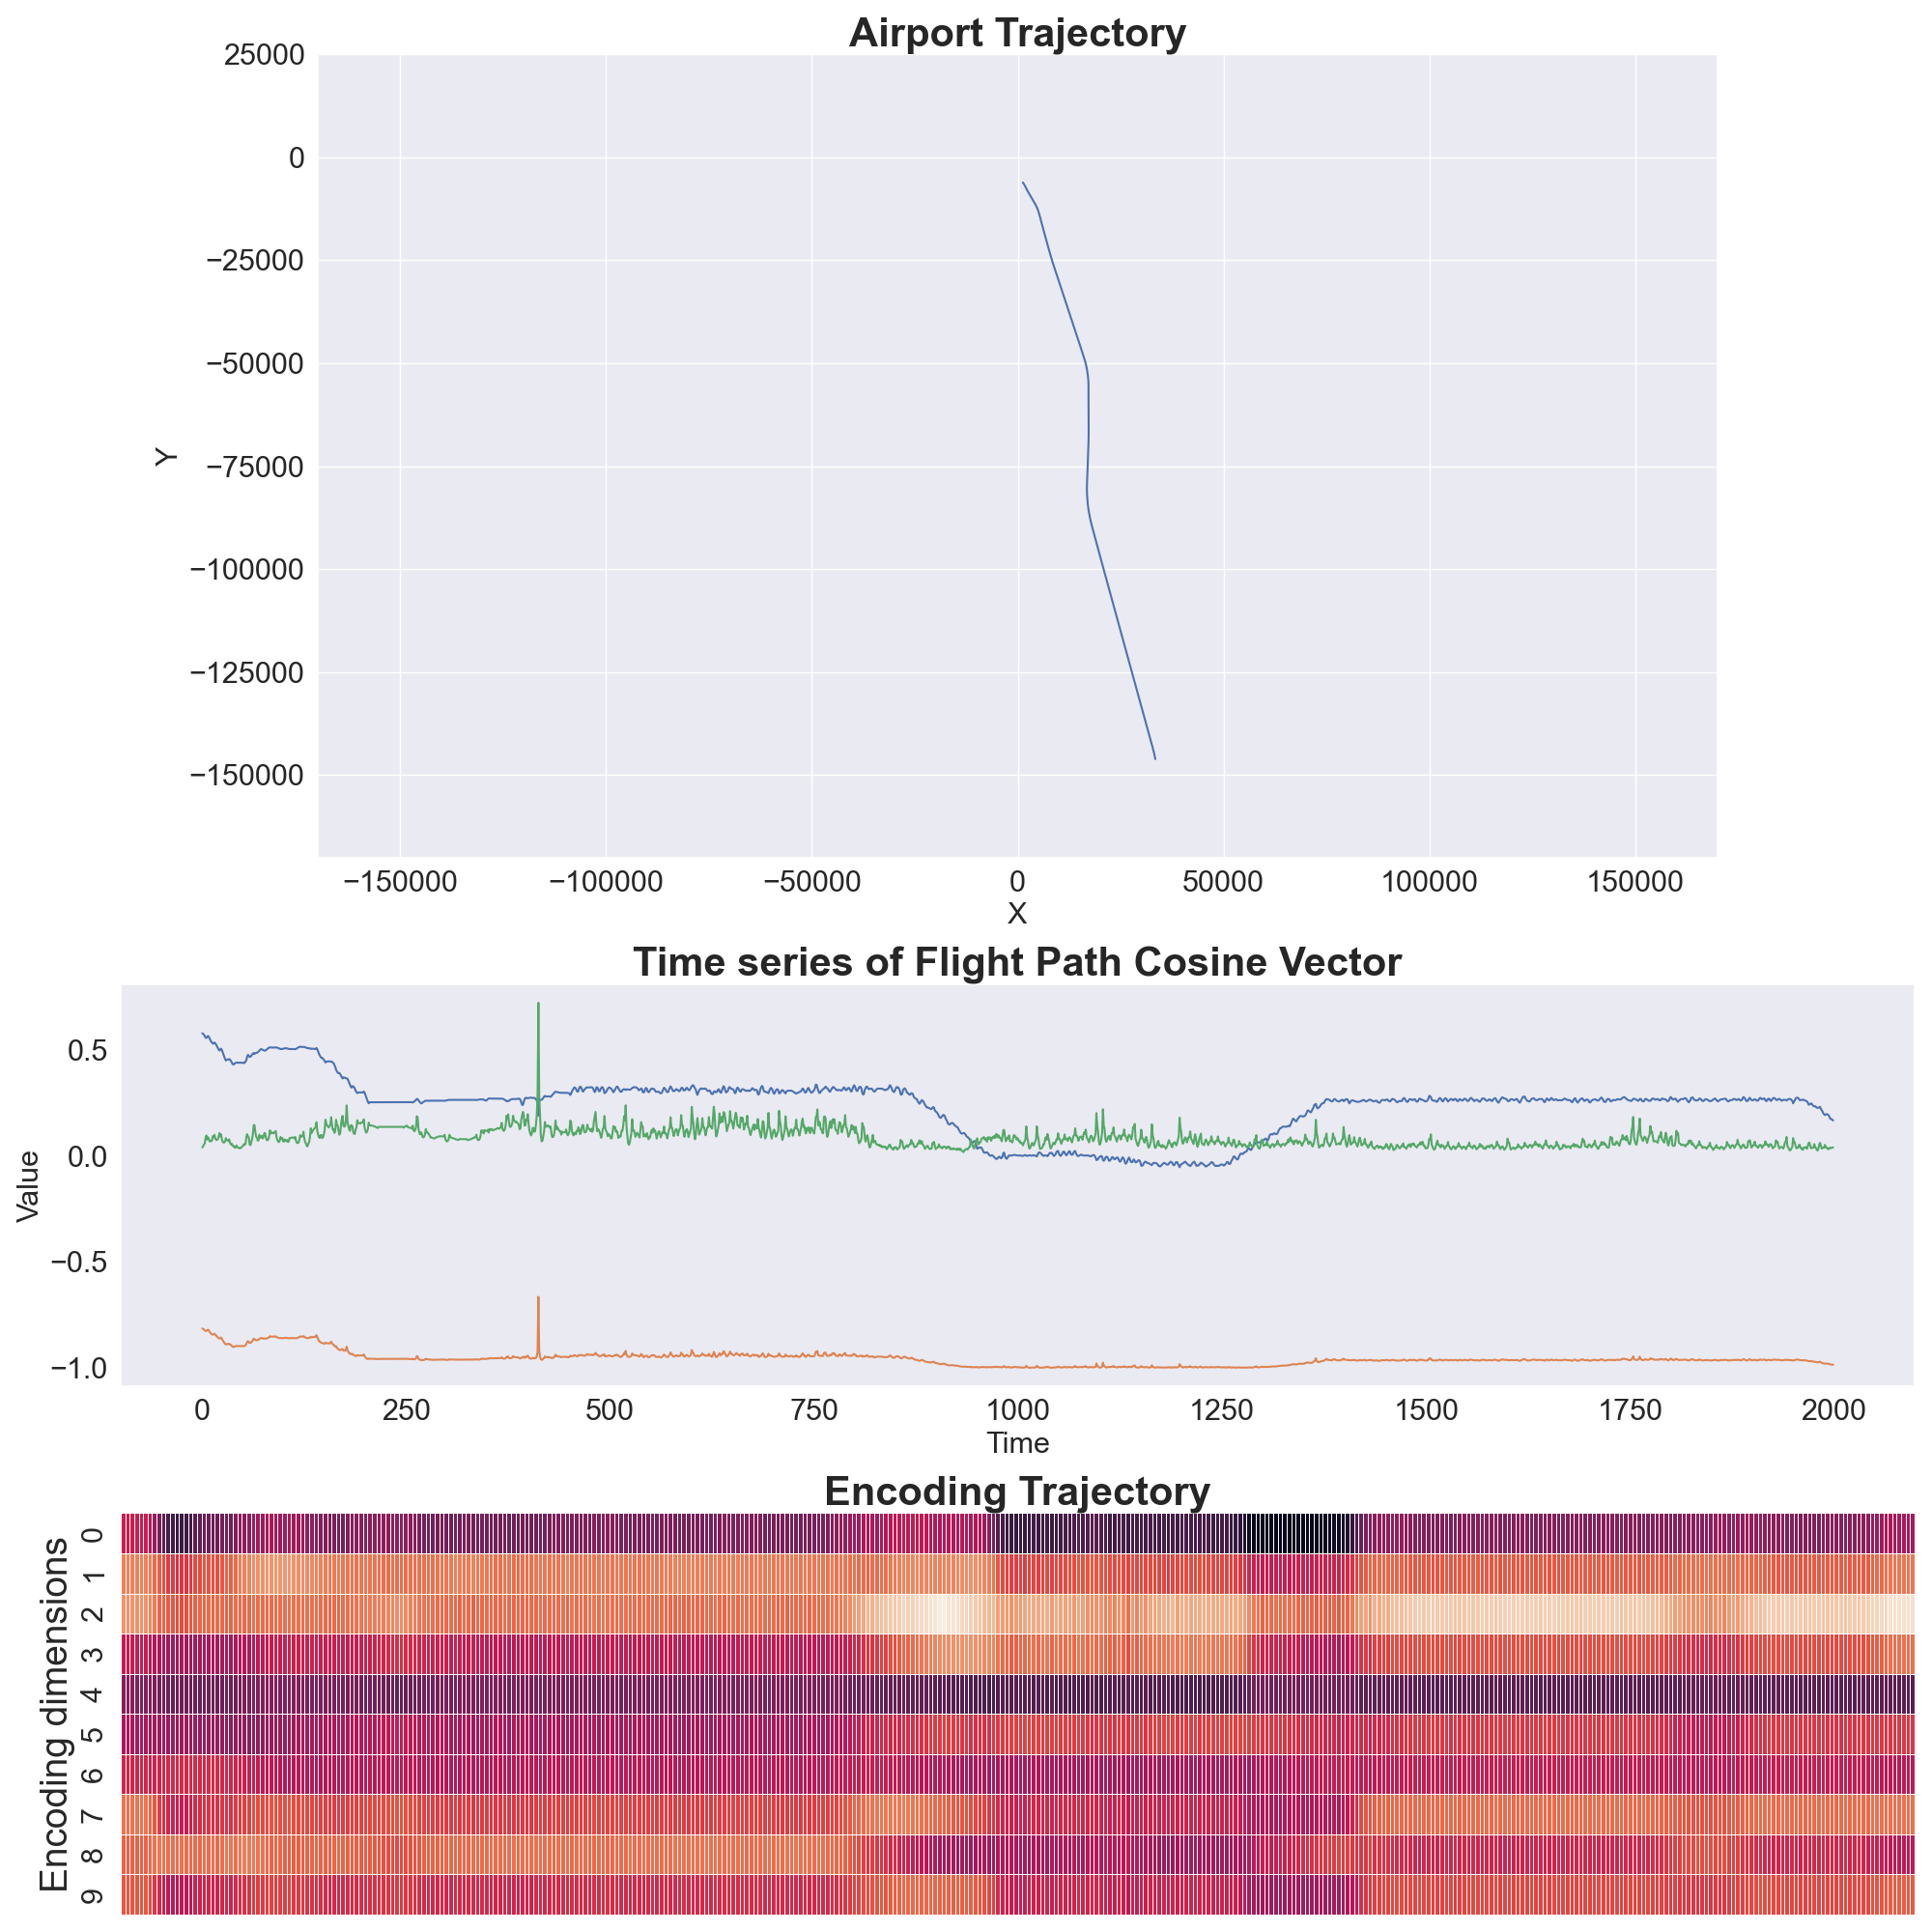 Airport Trajectory
25000
0
−25000
−50000
−75000
−100000
−125000
−150000
Y
−150000 −100000 −50000 0 50000 100000 150000
X
Time series of Flight Path Cosine Vector
0.5
0.0
−0.5
−1.0
Value
0 250 500 750 1000 1250 1500 1750 2000
Time
Encoding Trajectory
Encoding dimensions
0
1
2
3
4
5
6
7
8
9